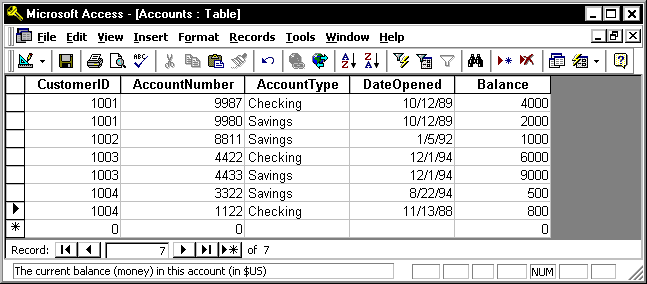 Microsoft Access - [Accounts : Table]
File Edit View Insert Format Records Tools Window Help
CustomerID AccountNumber AccountType DateOpened Balance
1001 9987 Checking 10/12/89 4000
1001 9980 Savings 10/12/89 2000
1002 8811 Savings 1/5/92 1000
1003 4422 Checking 12/1/94 6000
1003 4433 Savings 12/1/94 9000
1004 3322 Savings 8/22/94 500
1004 1122 Checking 11/13/88 800
0 0 0
Record: 7 of 7
The current balance (money) in this account (in $US) NUM